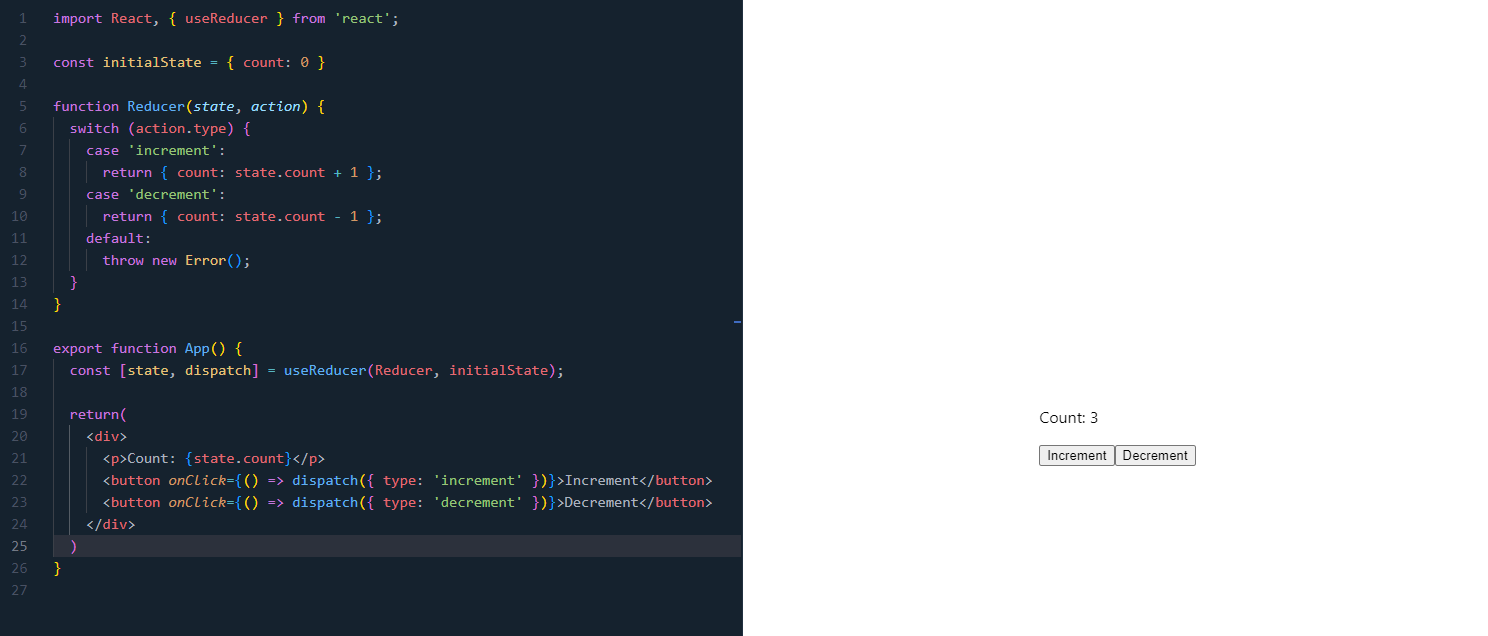 1 import React, { useReducer } from 'react';
2
3 const initialState = { count: 0 }
4
5 function Reducer(state, action) {
6   switch (action.type) {
7     case 'increment':
8       return { count: state.count + 1 };
9     case 'decrement':
10       return { count: state.count - 1 };
11     default:
12       throw new Error();
13   }
14 }
15
16 export function App() {
17   const [state, dispatch] = useReducer(Reducer, initialState);
18
19   return(
20     <div>
21       <p>Count: {state.count}</p>
22       <button onClick={() => dispatch({ type: 'increment' })}>Increment</button>
23       <button onClick={() => dispatch({ type: 'decrement' })}>Decrement</button>
24     </div>
25   )
26 }
27
Count: 3
Increment Decrement